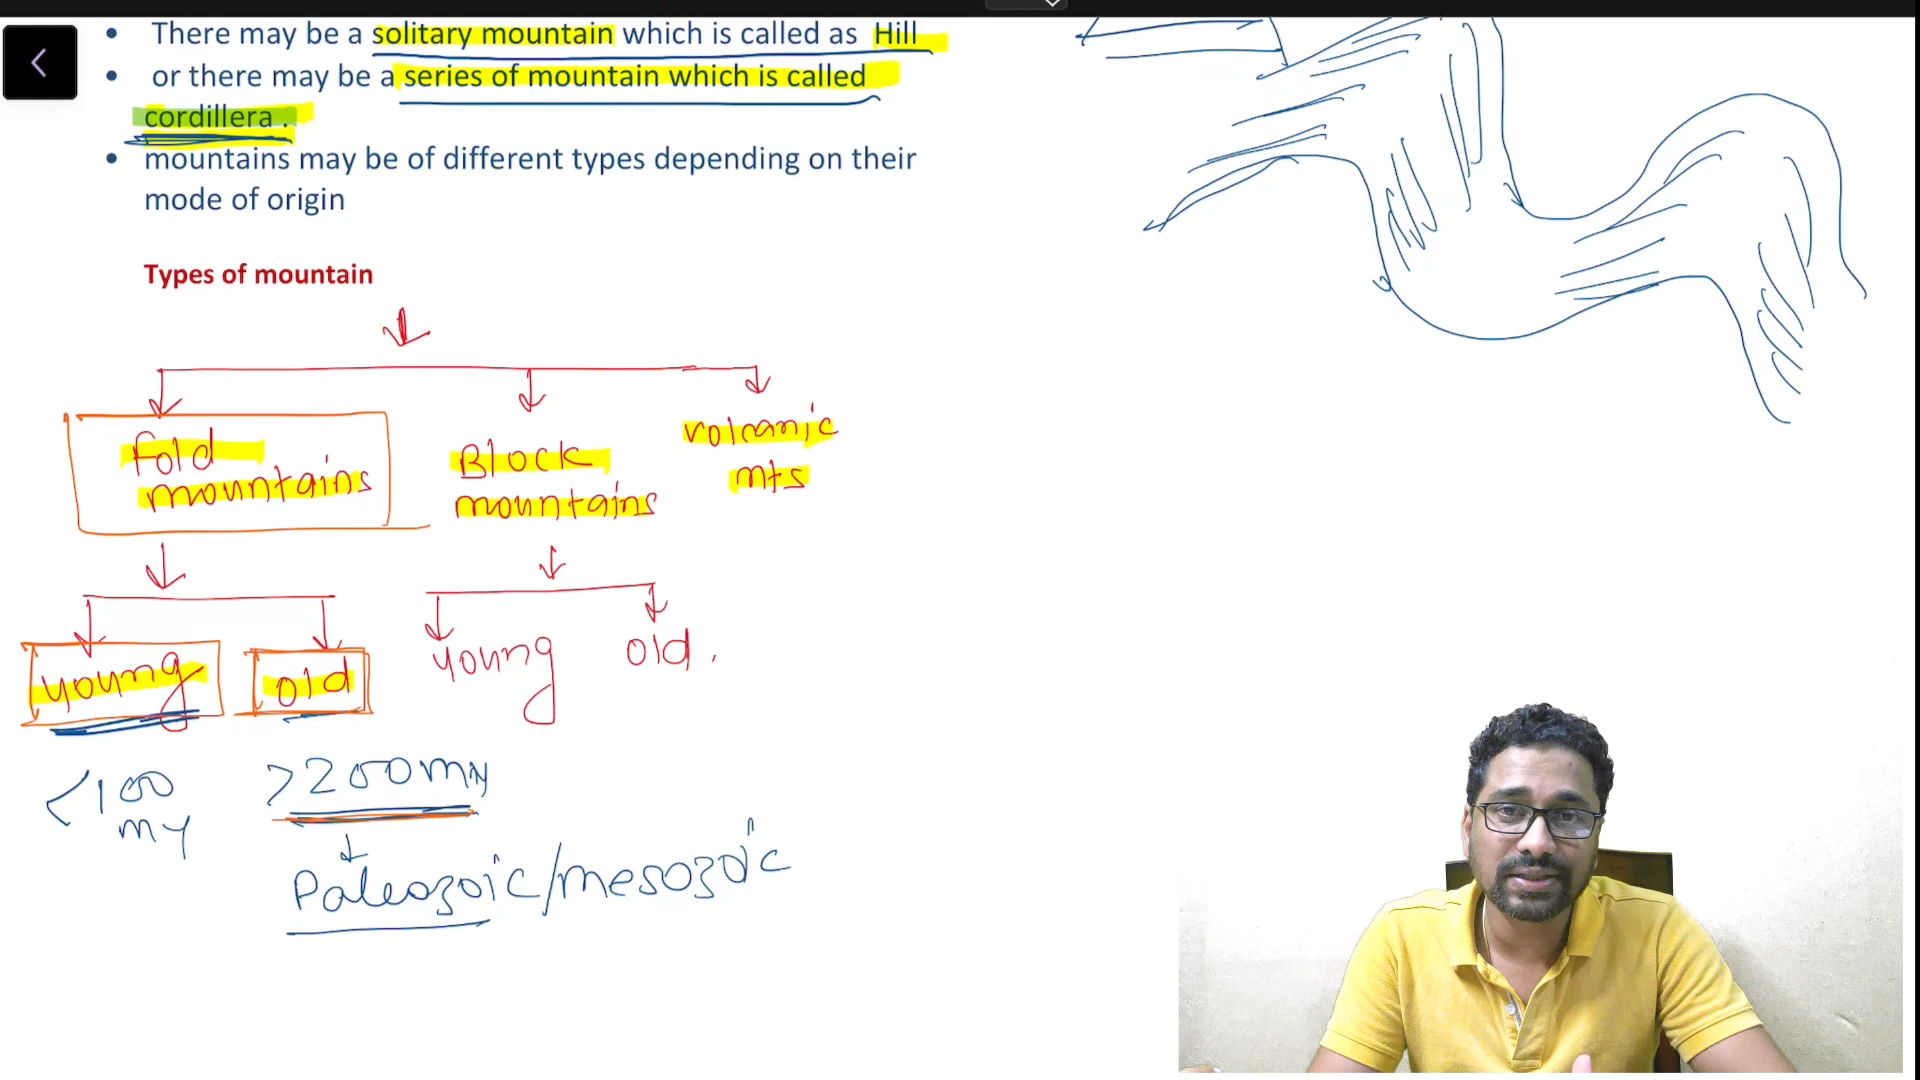 • There may be a solitary mountain which is called as Hill
• or there may be a series of mountain which is called
cordillera .
• mountains may be of different types depending on their
mode of origin
Types of mountain
fold
mountains
Block
mountains
volcanic
mts
young
old
young
old.
<100
my
>200my
Paleozoic/mesozoic